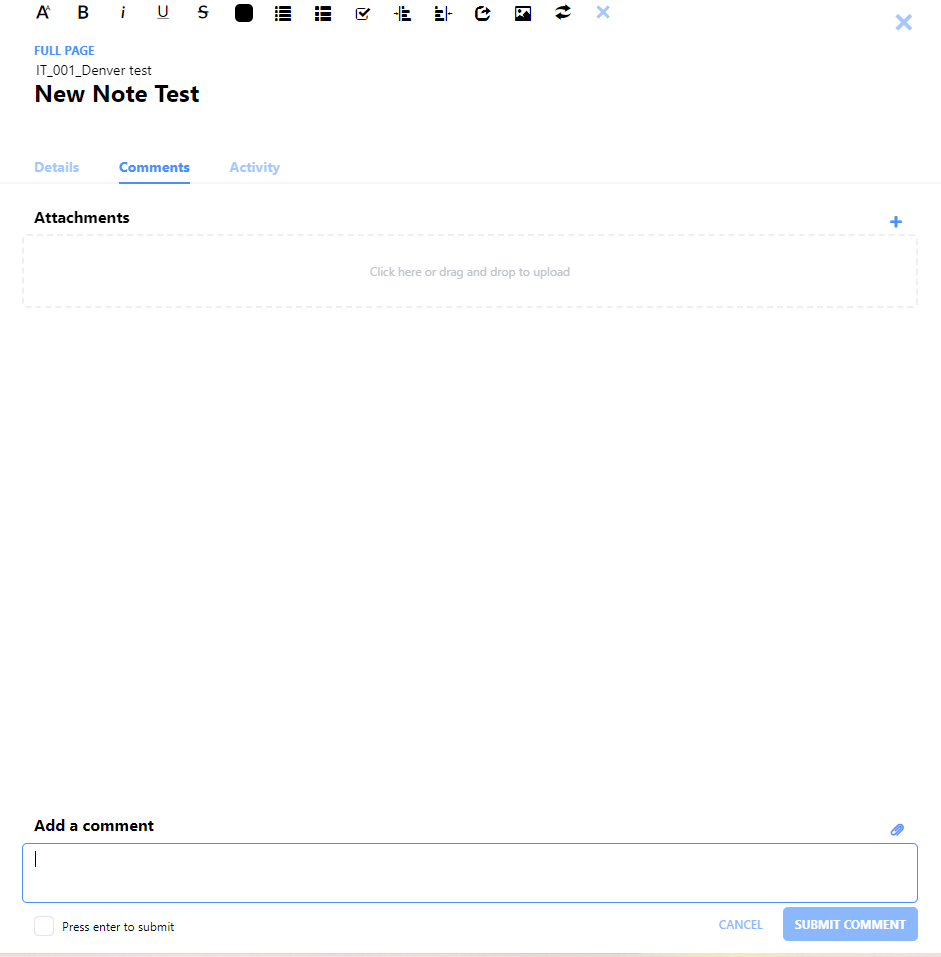 A B i U S
FULL PAGE
IT_001_Denver test
New Note Test
Details Comments Activity
Attachments
Click here or drag and drop to upload
Add a comment
Press enter to submit CANCEL SUBMIT COMMENT